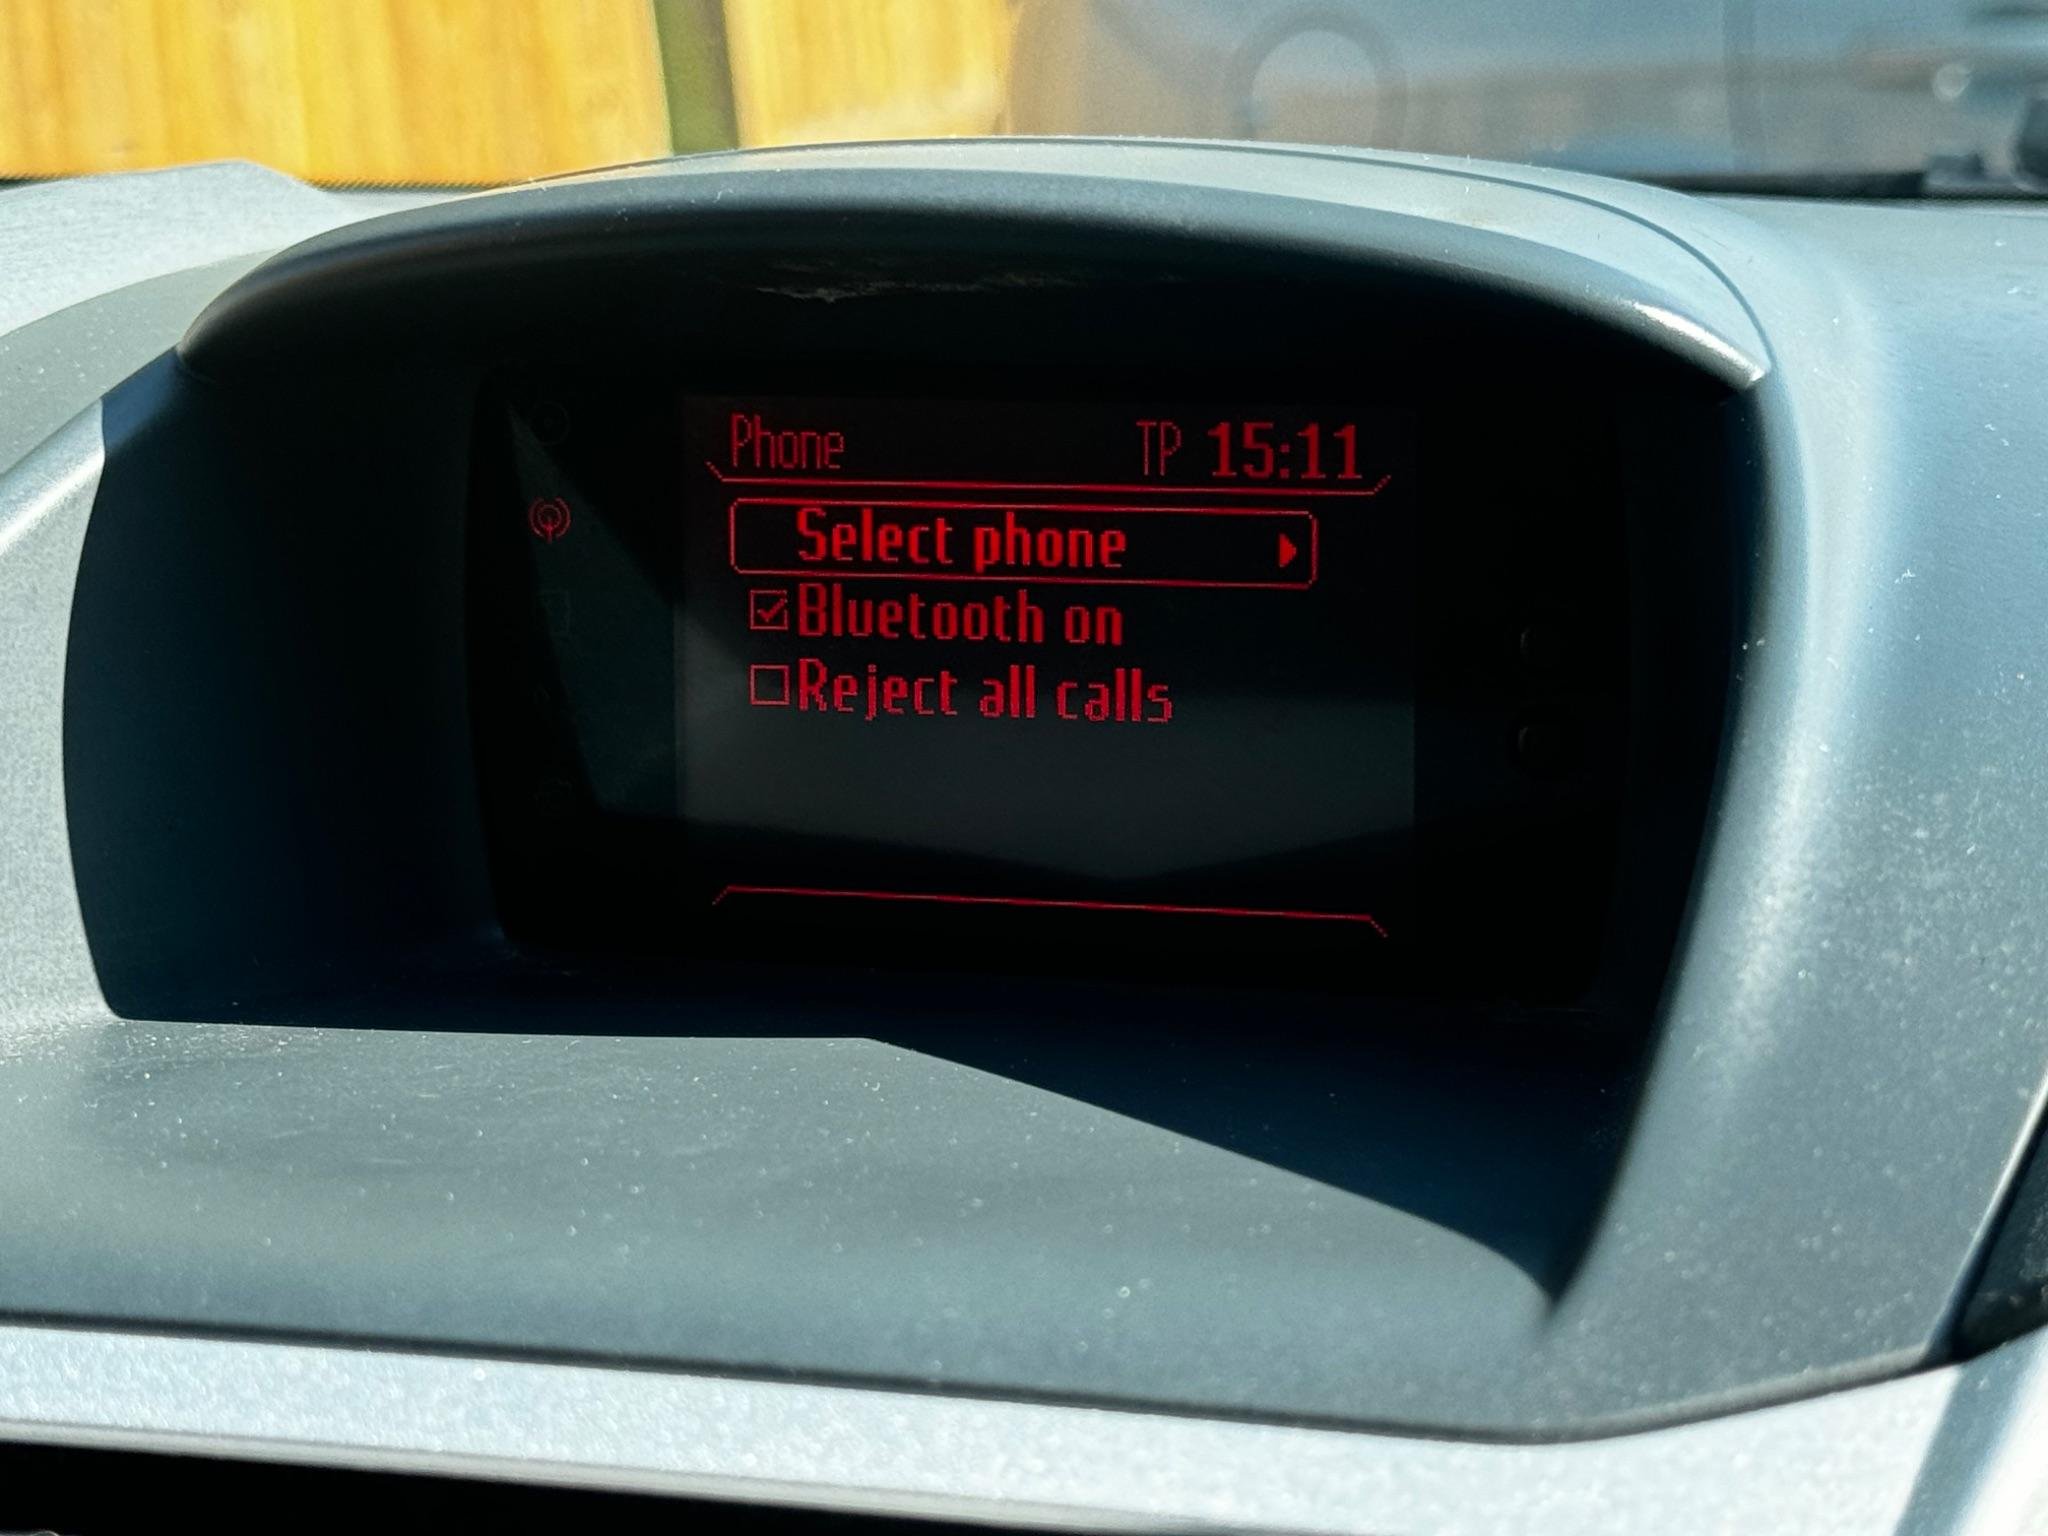 Phone TP 15:11
Select phone
Bluetooth on
Reject all calls